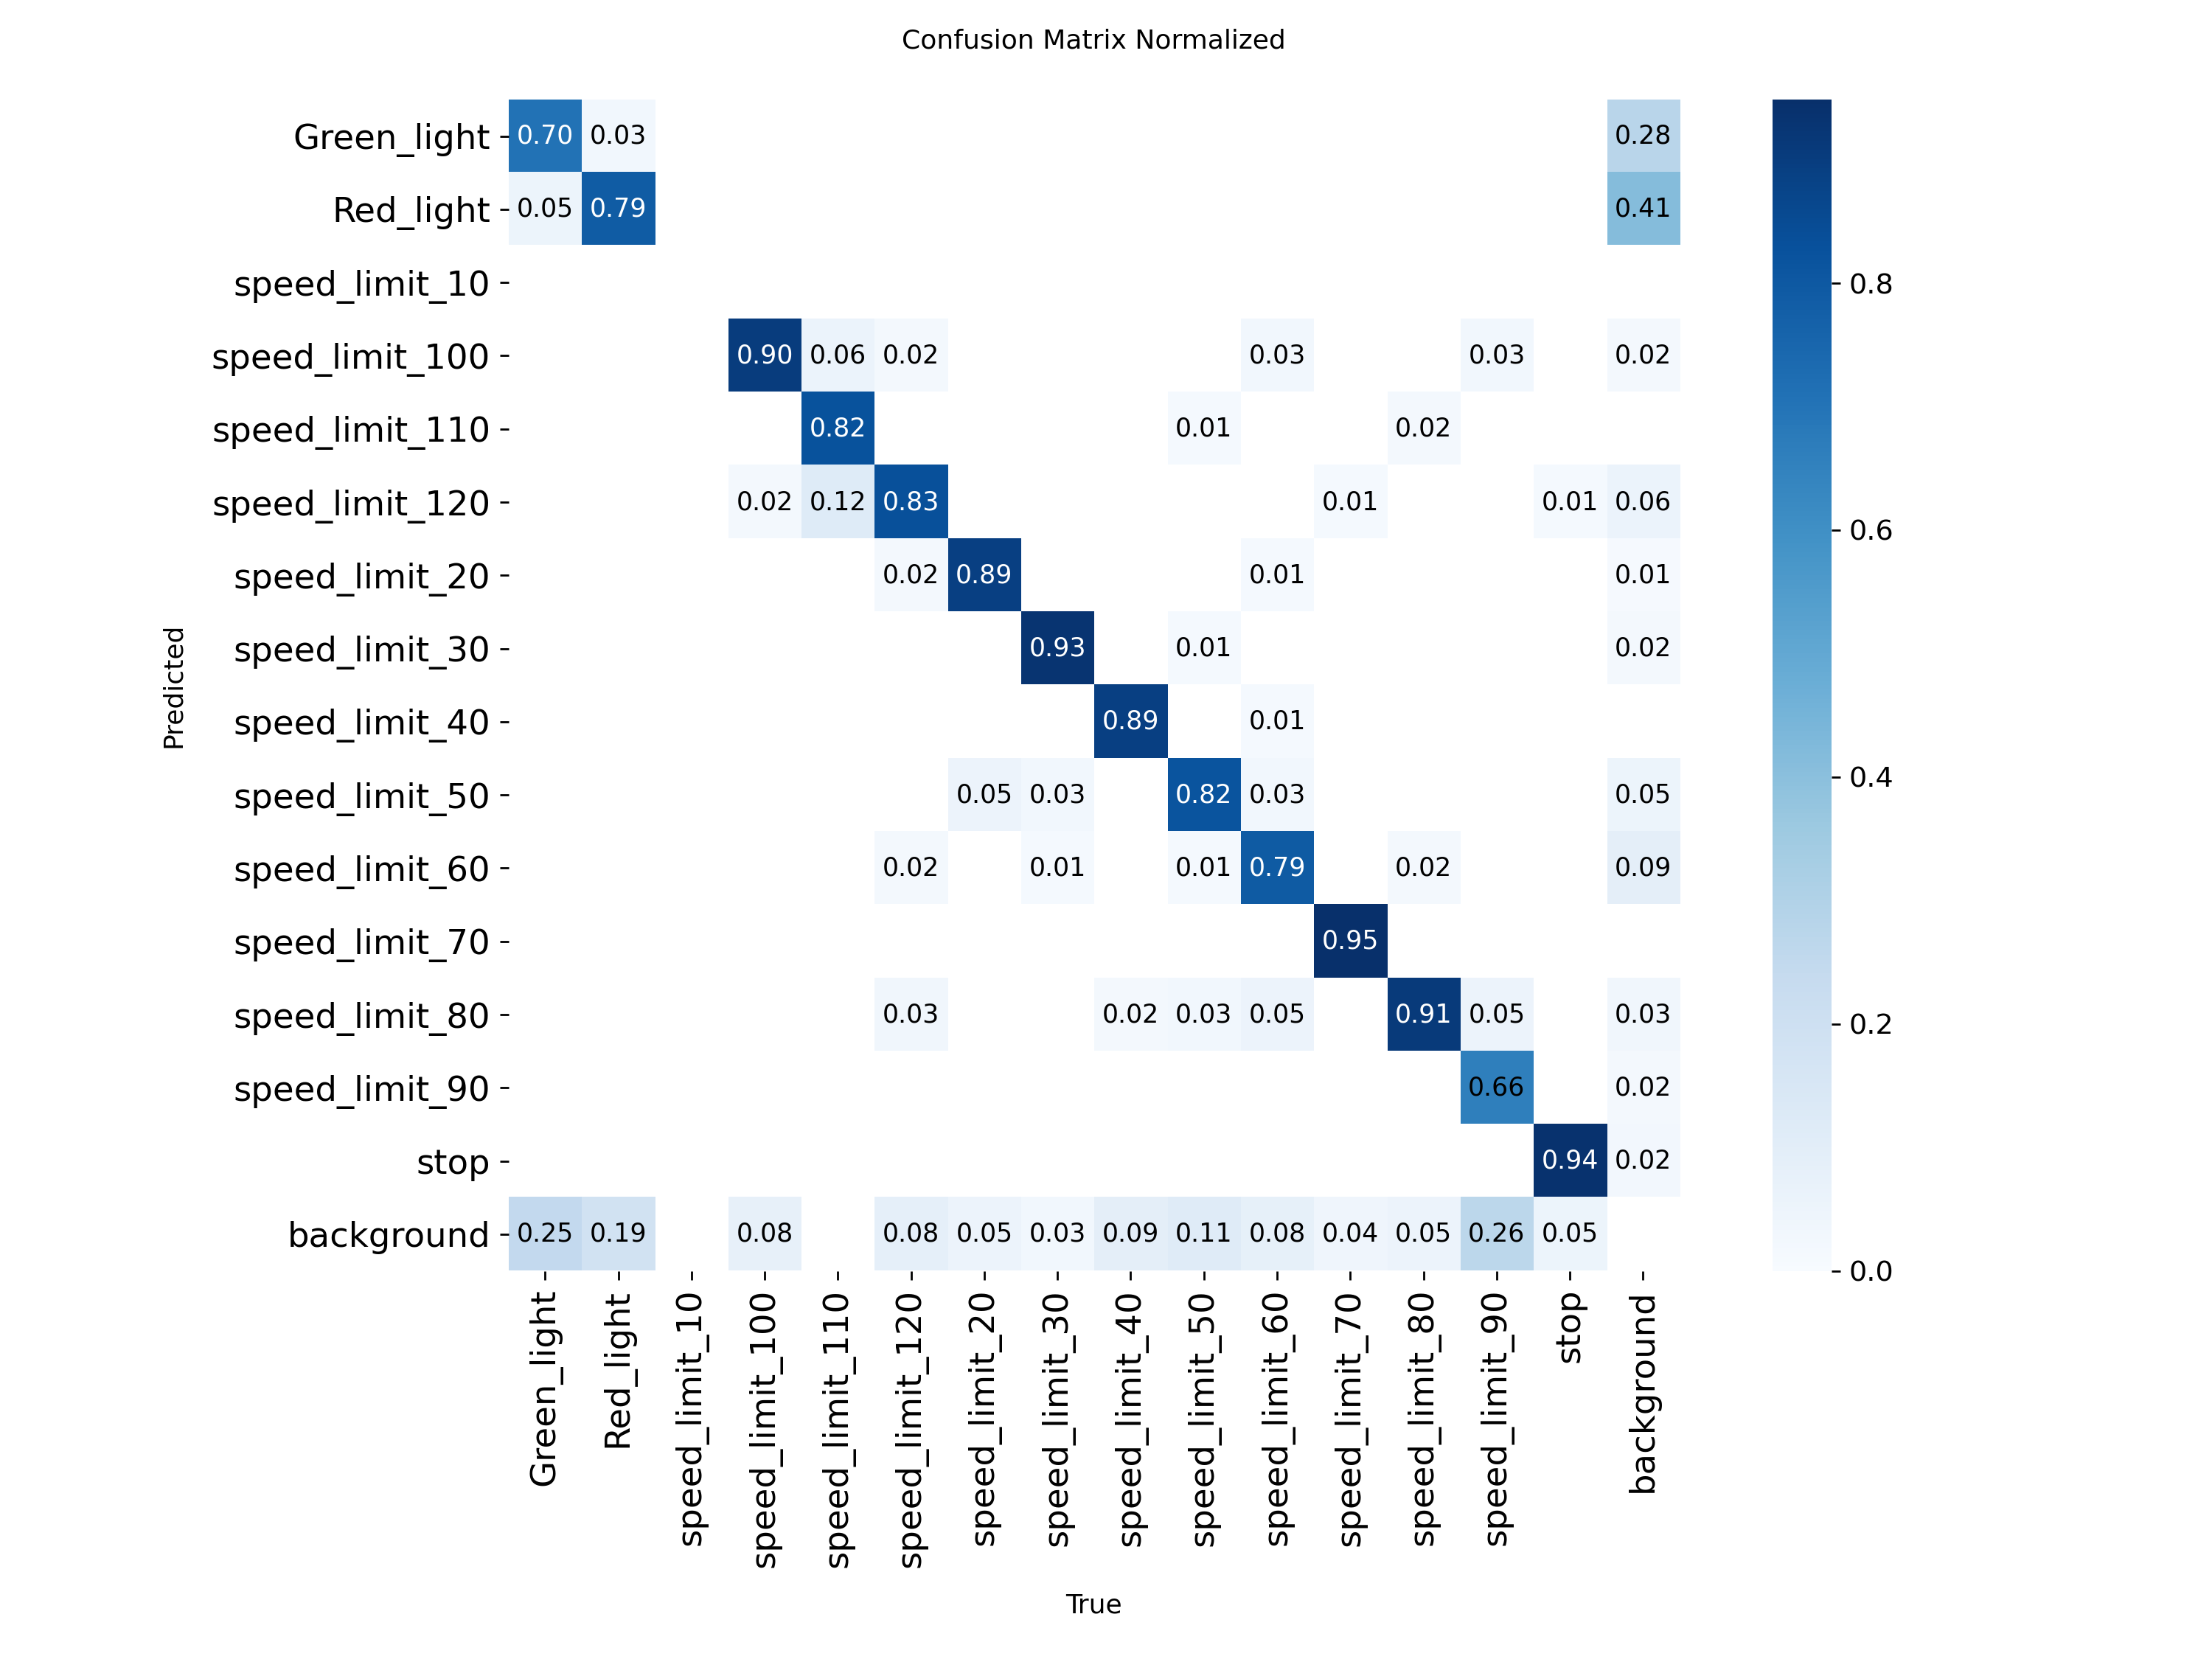 Confusion Matrix Normalized
Green_light 0.70 0.03 0.28
Red_light 0.05 0.79 0.41
speed_limit_10
speed_limit_100 0.90 0.06 0.02 0.03 0.03 0.02
speed_limit_110 0.82 0.01 0.02
speed_limit_120 0.02 0.12 0.83 0.01 0.01 0.06
speed_limit_20 0.02 0.89 0.01 0.01
speed_limit_30 0.93 0.01 0.02
speed_limit_40 0.89 0.01
speed_limit_50 0.05 0.03 0.82 0.03 0.05
speed_limit_60 0.02 0.01 0.01 0.79 0.02 0.09
speed_limit_70 0.95
speed_limit_80 0.03 0.02 0.03 0.05 0.91 0.05 0.03
speed_limit_90 0.66 0.02
stop 0.94 0.02
background 0.25 0.19 0.08 0.08 0.05 0.03 0.09 0.11 0.08 0.04 0.05 0.26 0.05
Predicted
Green_light
Red_light
speed_limit_10
speed_limit_100
speed_limit_110
speed_limit_120
speed_limit_20
speed_limit_30
speed_limit_40
speed_limit_50
speed_limit_60
speed_limit_70
speed_limit_80
speed_limit_90
stop
background
True
0.8
0.6
0.4
0.2
0.0